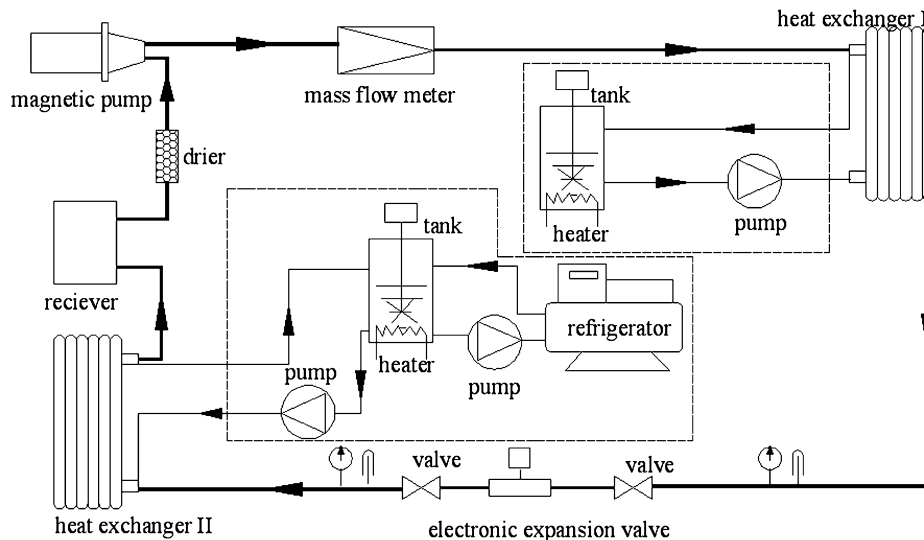 heat exchanger I
magnetic pump
mass flow meter
tank
drier
pump
heater
tank
reciever
refrigerator
heater
pump
pump
valve
valve
heat exchanger II
electronic expansion valve